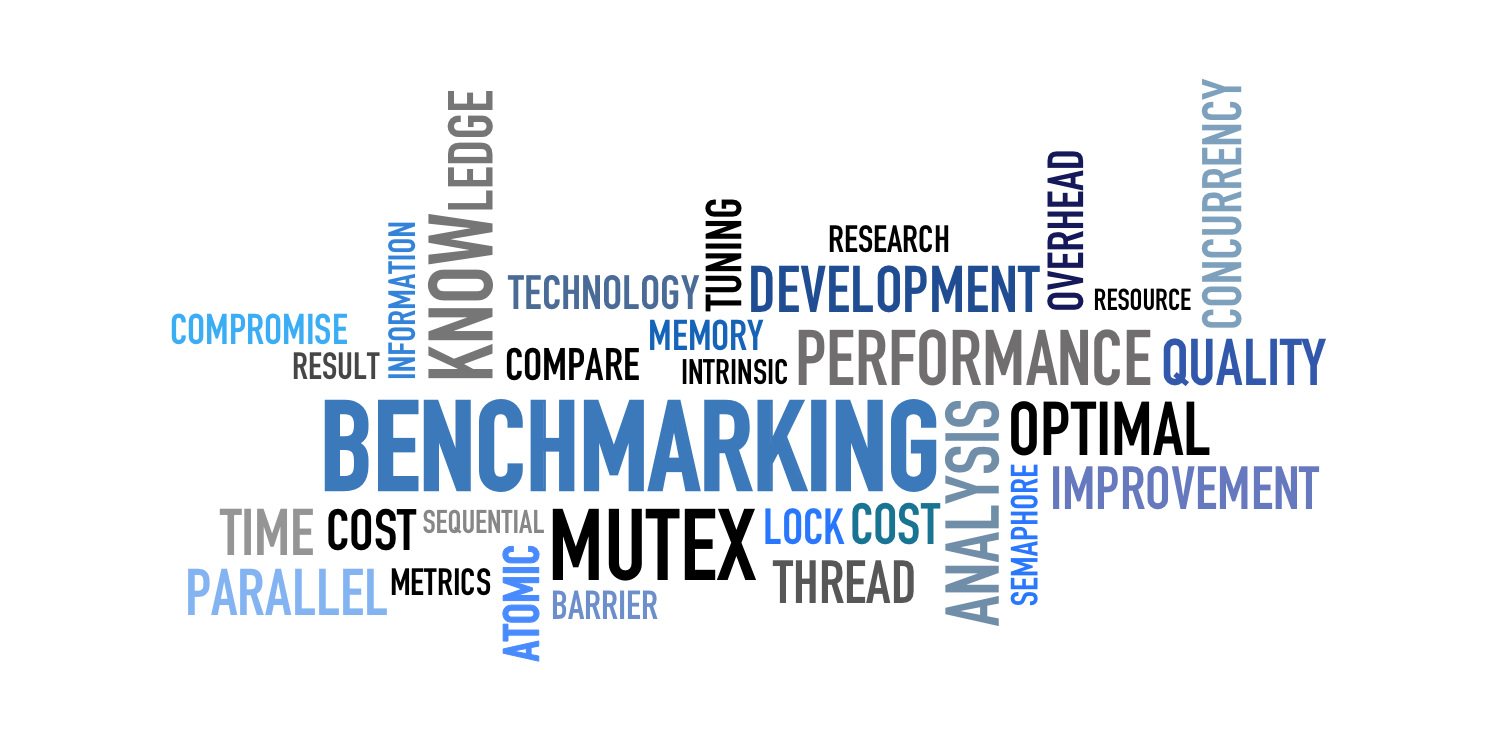 KNOWLEDGE
CONCURRENCY
OVERHEAD
TUNING
INFORMATION
RESEARCH
TECHNOLOGY
DEVELOPMENT
RESOURCE
COMPROMISE
MEMORY
RESULT
COMPARE
INTRINSIC
PERFORMANCE
QUALITY
BENCHMARKING
ANALYSIS
OPTIMAL
SEMAPHORE
IMPROVEMENT
TIME
COST
SEQUENTIAL
MUTEX
LOCK
COST
PARALLEL
METRICS
ATOMIC
BARRIER
THREAD